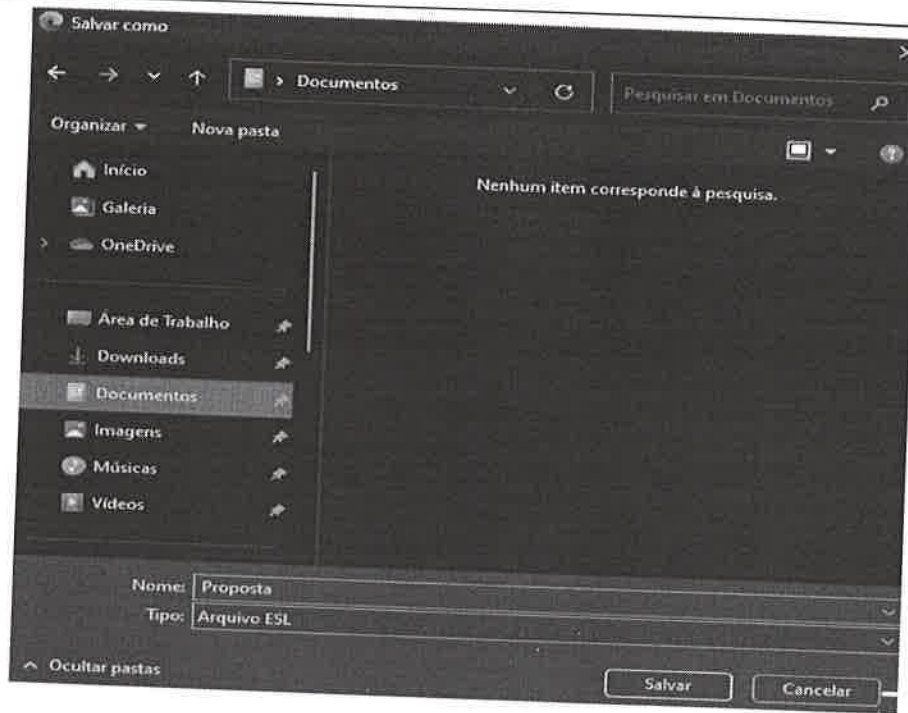 Salvar como
Documentos
Pesquisar em Documentos
Organizar
Nova pasta
Início
Galeria
Nenhum item corresponde à pesquisa.
OneDrive
Área de Trabalho
Downloads
Documentos
Imagens
Músicas
Vídeos
Nome: Proposta
Tipo: Arquivo ESL
Ocultar pastas
Salvar
Cancelar